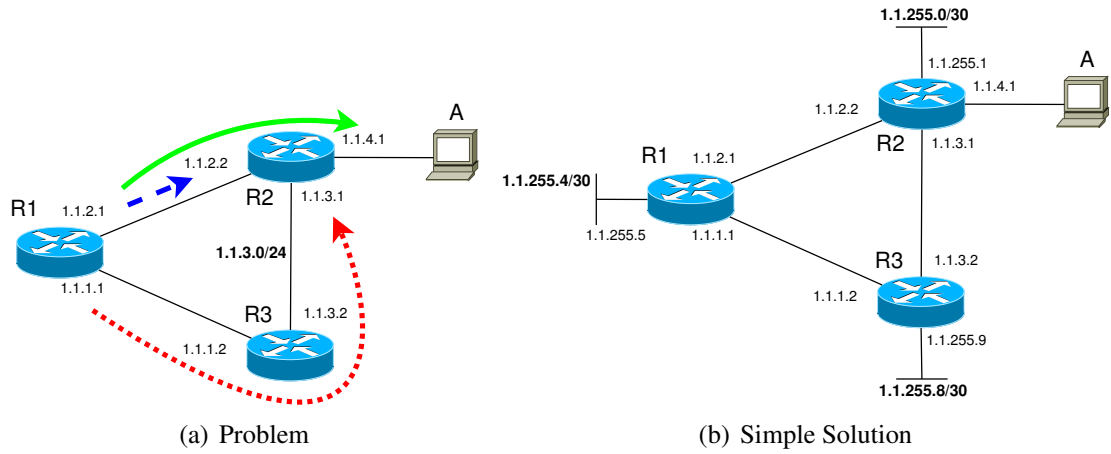 1.1.4.1
A
1.1.2.2
R2
1.1.3.1
R1
1.1.2.1
1.1.3.0/24
1.1.1.1
R3
1.1.3.2
1.1.1.2
(a) Problem
1.1.255.0/30
1.1.255.1
A
1.1.4.1
1.1.2.2
R2
1.1.3.1
R1
1.1.2.1
1.1.255.4/30
1.1.255.5
1.1.1.1
R3
1.1.3.2
1.1.1.2
1.1.255.9
1.1.255.8/30
(b) Simple Solution